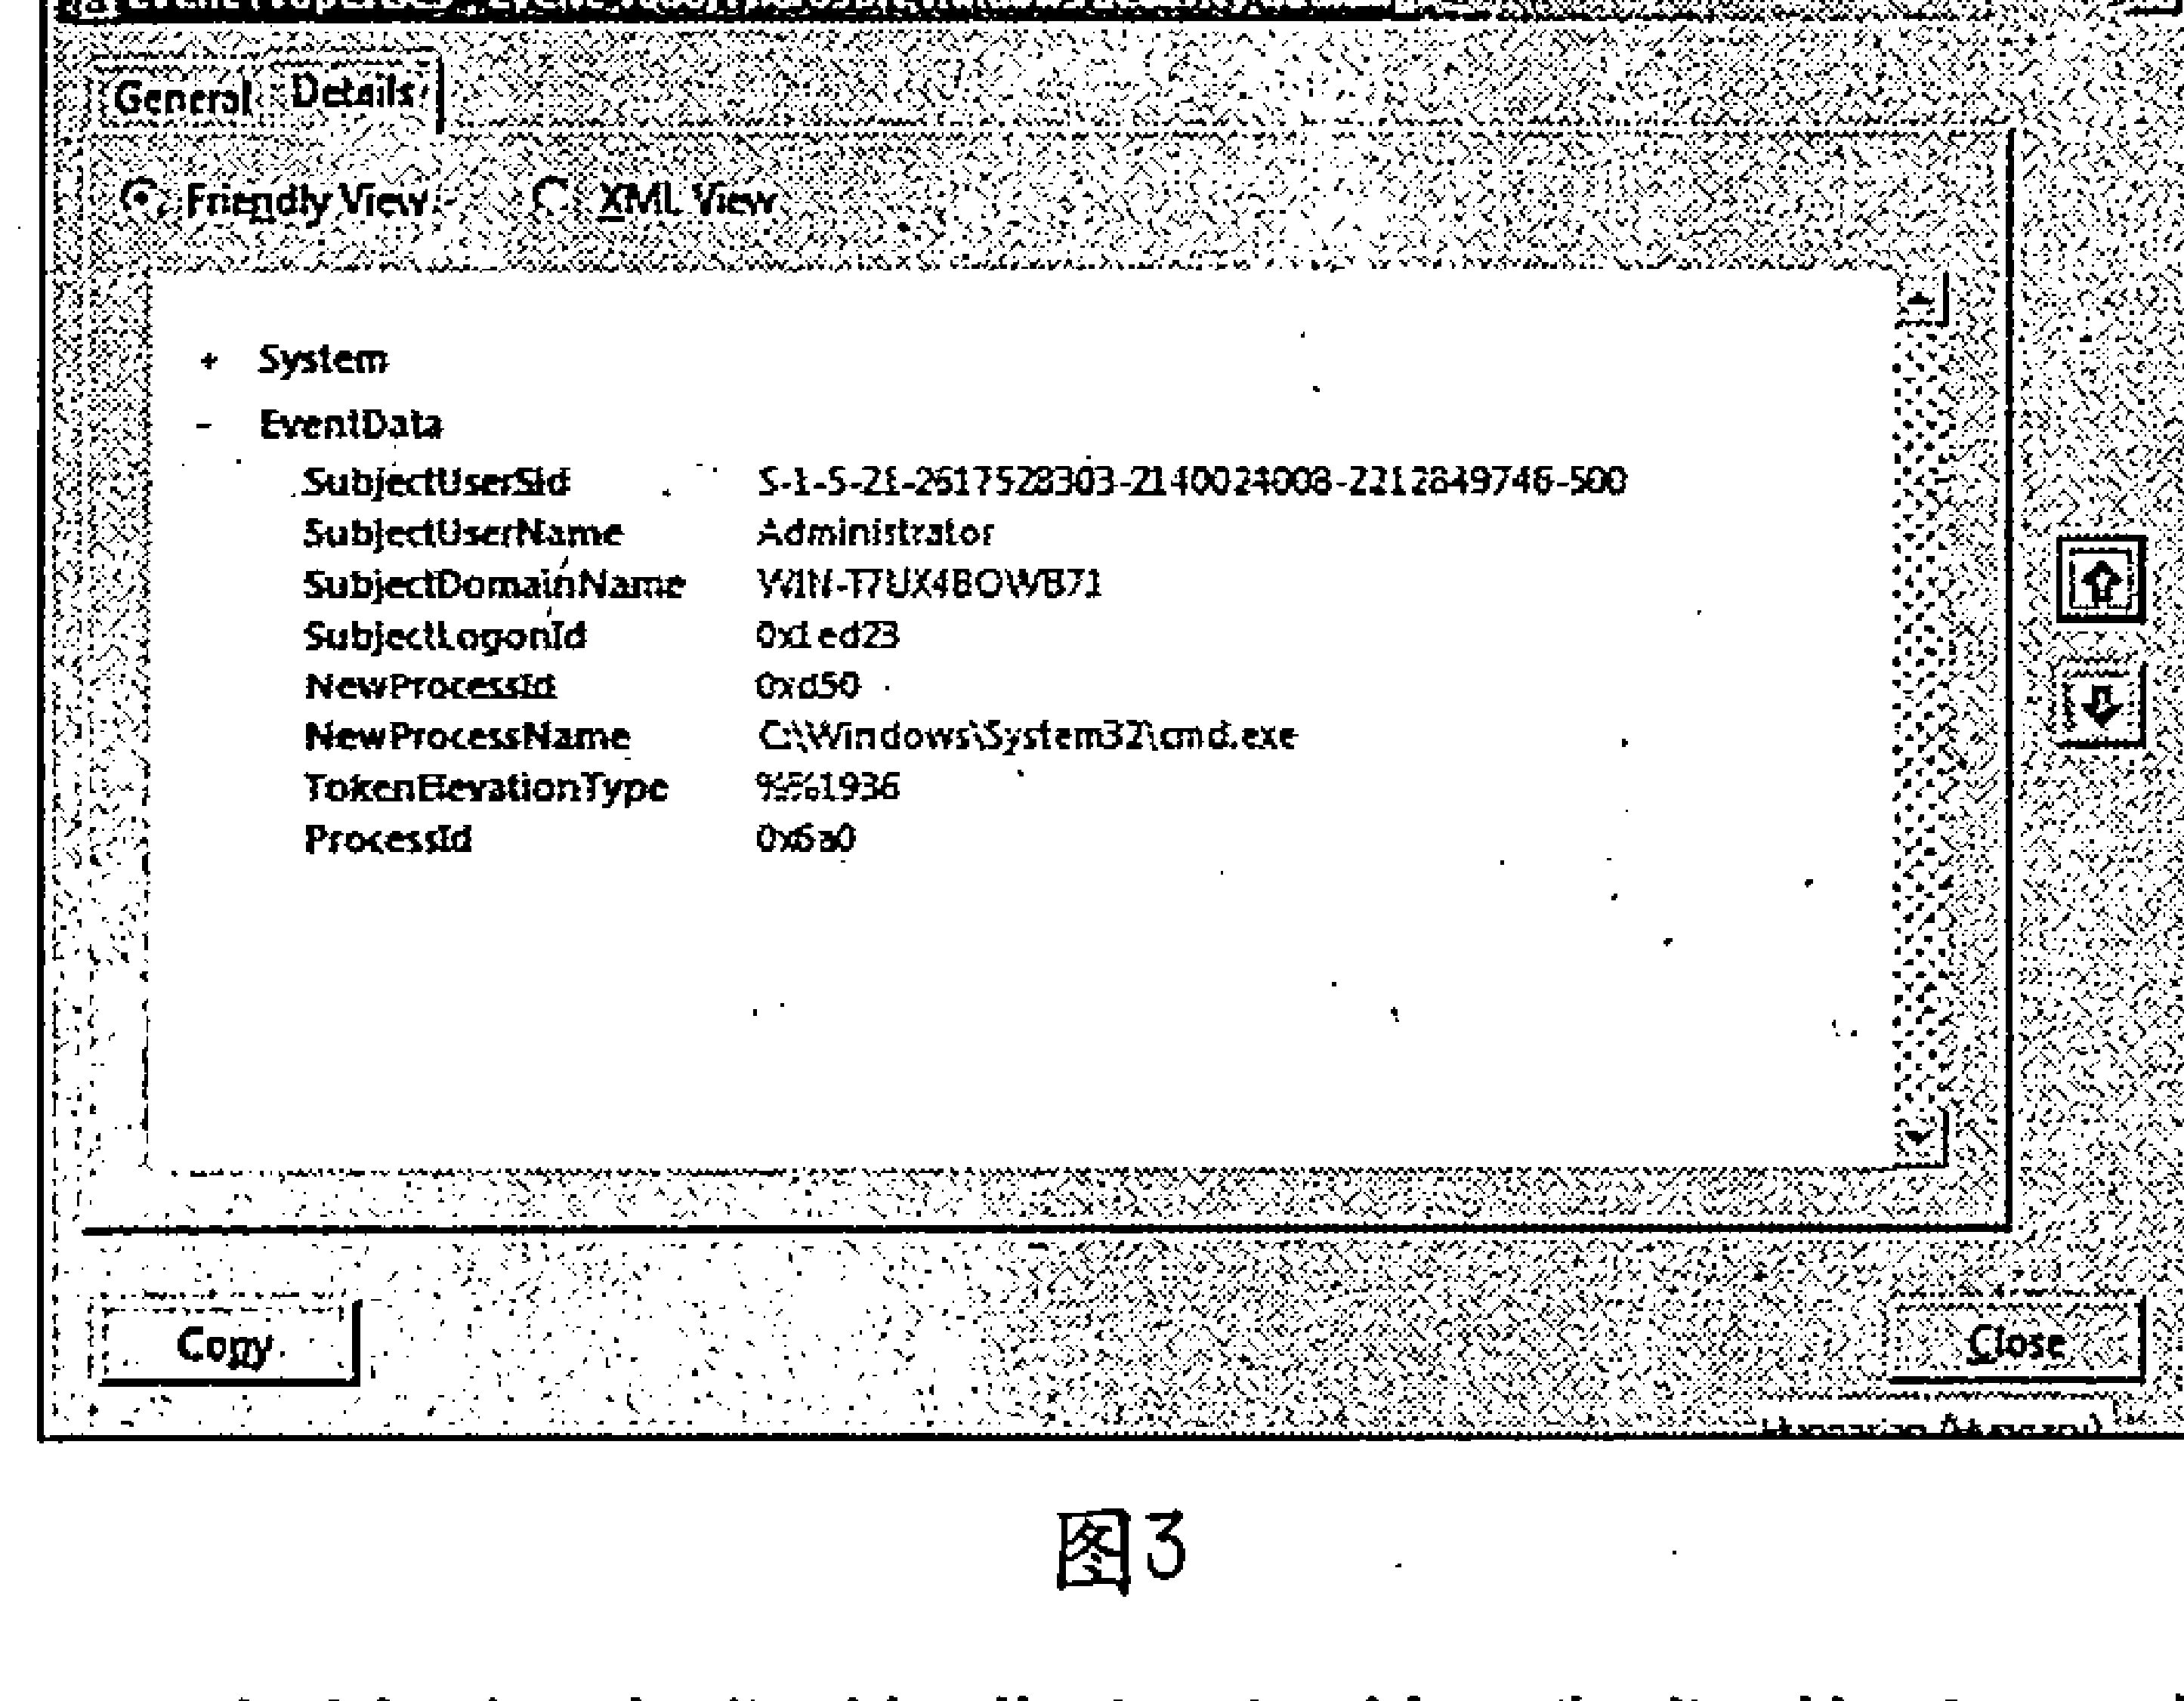 General Details
Friendly View XML View
+ System
- EventData
SubjectUserSid S-1-5-21-2617528303-2140024008-2212849746-500
SubjectUserName Administrator
SubjectDomainName WIN-T7UX4BOWB71
SubjectLogonId 0x1ed23
NewProcessId 0xd50
NewProcessName C:\Windows\System32\cmd.exe
TokenElevationType %%1936
ProcessId 0x6a0
Copy Close
图3